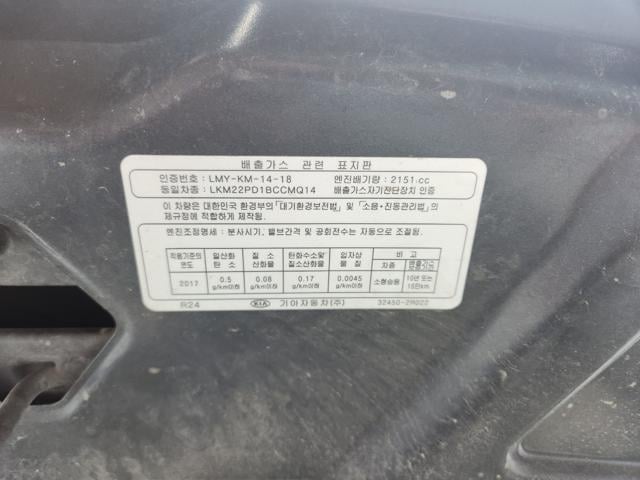 배출가스 관련 표지판
인증번호 : LMY-KM-14-18 엔진배기량 : 2151.cc
동일차종 : LKM22PD1BCCMQ14 배출가스자기진단장치 인증
이 차량은 대한민국 환경부의 「대기환경보전법」 및 「소음·진동관리법」의
제규정에 적합하게 제작됨.
엔진조정명세 : 분사시기, 밸브간격 및 공회전수는 자동으로 조절됨.
적용기준의 연도 일산화탄소 질소산화물 탄화수소및질소산화물 입자상물질 비고
차종
2017 0.5 g/km이하 0.08 g/km이하 0.17 g/km이하 0.0045 g/km이하 소형승용 10년 또는 16만km
R24 KIA 기아자동차(주) 32450-2R022